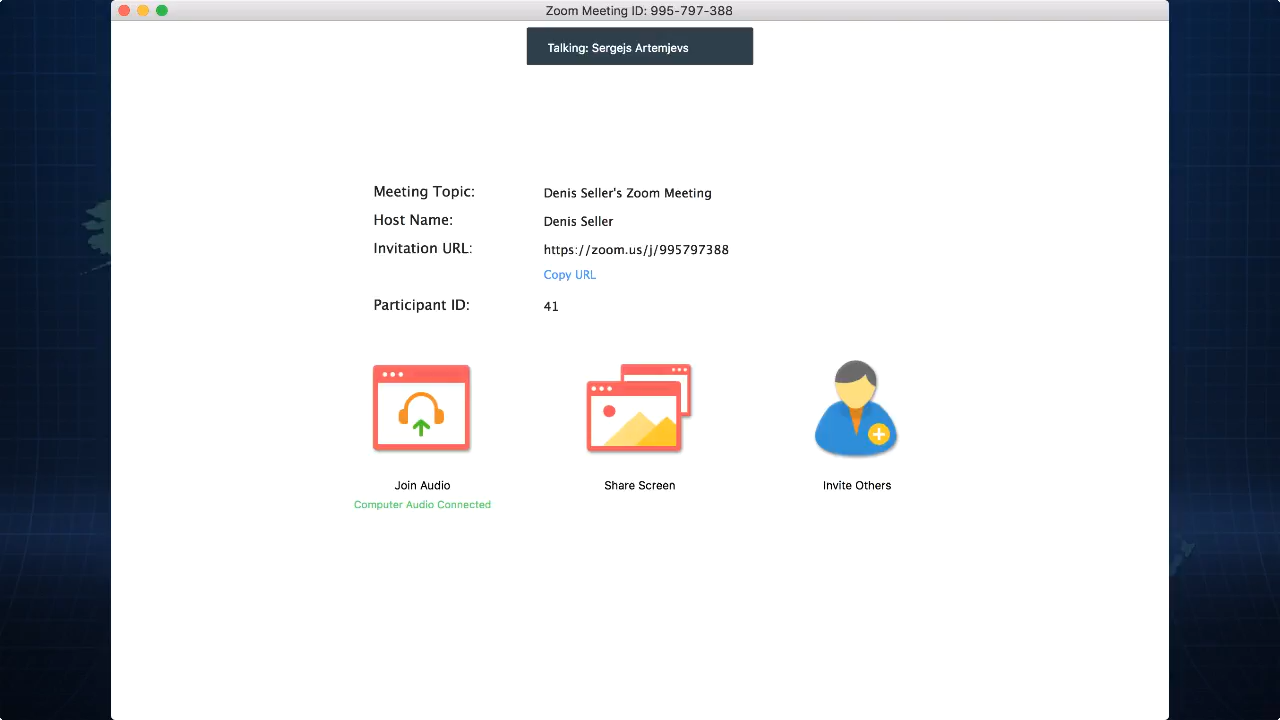 Zoom Meeting ID: 995-797-388
Talking: Sergejs Artemjevs
Meeting Topic: Denis Seller's Zoom Meeting
Host Name: Denis Seller
Invitation URL: https://zoom.us/j/995797388
Copy URL
Participant ID: 41
Join Audio Share Screen Invite Others
Computer Audio Connected